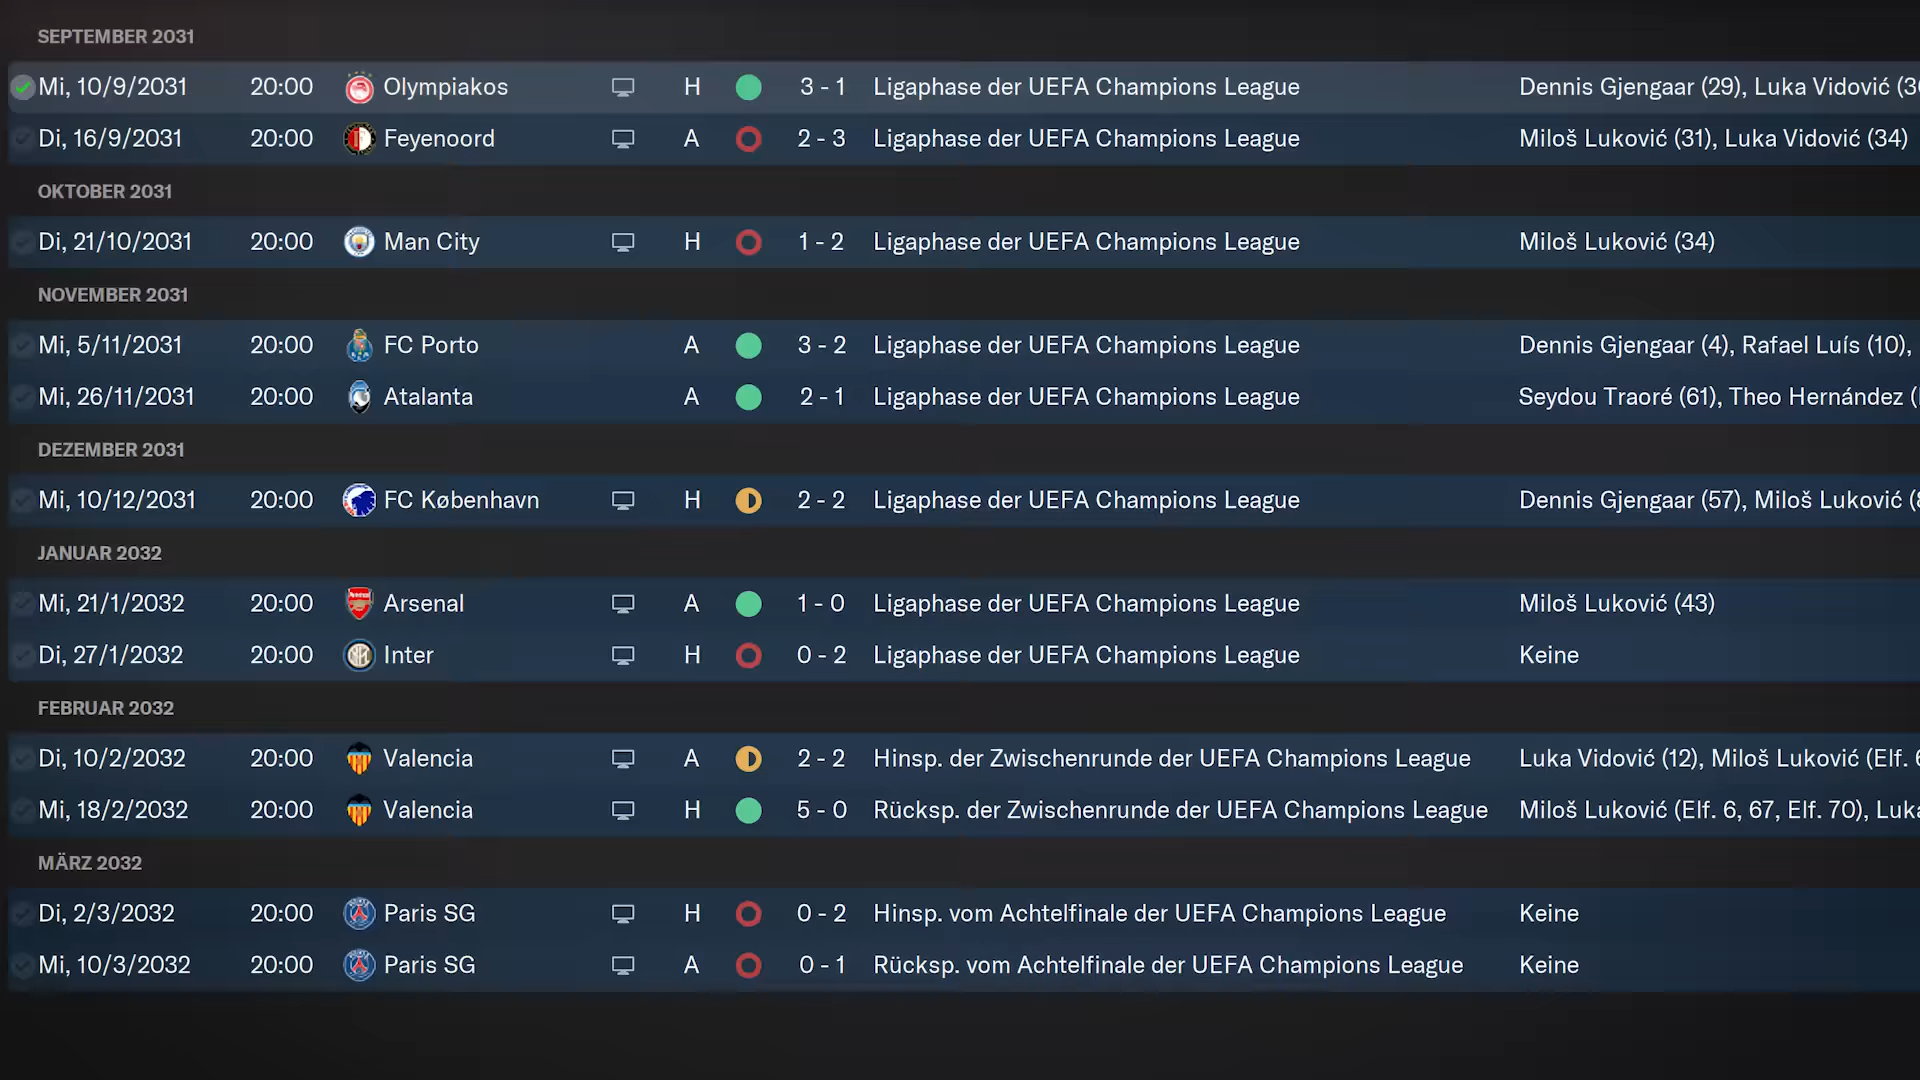 SEPTEMBER 2031
Mi, 10/9/2031 20:00 Olympiakos H 3 - 1 Ligaphase der UEFA Champions League Dennis Gjengaar (29), Luka Vidović
Di, 16/9/2031 20:00 Feyenoord A 2 - 3 Ligaphase der UEFA Champions League Miloš Luković (31), Luka Vidović (34)
OKTOBER 2031
Di, 21/10/2031 20:00 Man City H 1 - 2 Ligaphase der UEFA Champions League Miloš Luković (34)
NOVEMBER 2031
Mi, 5/11/2031 20:00 FC Porto A 3 - 2 Ligaphase der UEFA Champions League Dennis Gjengaar (4), Rafael Luís (10),
Mi, 26/11/2031 20:00 Atalanta A 2 - 1 Ligaphase der UEFA Champions League Seydou Traoré (61), Theo Hernández
DEZEMBER 2031
Mi, 10/12/2031 20:00 FC København H 2 - 2 Ligaphase der UEFA Champions League Dennis Gjengaar (57), Miloš Luković
JANUAR 2032
Mi, 21/1/2032 20:00 Arsenal A 1 - 0 Ligaphase der UEFA Champions League Miloš Luković (43)
Di, 27/1/2032 20:00 Inter H 0 - 2 Ligaphase der UEFA Champions League Keine
FEBRUAR 2032
Di, 10/2/2032 20:00 Valencia A 2 - 2 Hinsp. der Zwischenrunde der UEFA Champions League Luka Vidović (12), Miloš Luković (Elf.
Mi, 18/2/2032 20:00 Valencia H 5 - 0 Rücksp. der Zwischenrunde der UEFA Champions League Miloš Luković (Elf. 6, 67, Elf. 70),
MÄRZ 2032
Di, 2/3/2032 20:00 Paris SG H 0 - 2 Hinsp. vom Achtelfinale der UEFA Champions League Keine
Mi, 10/3/2032 20:00 Paris SG A 0 - 1 Rücksp. vom Achtelfinale der UEFA Champions League Keine